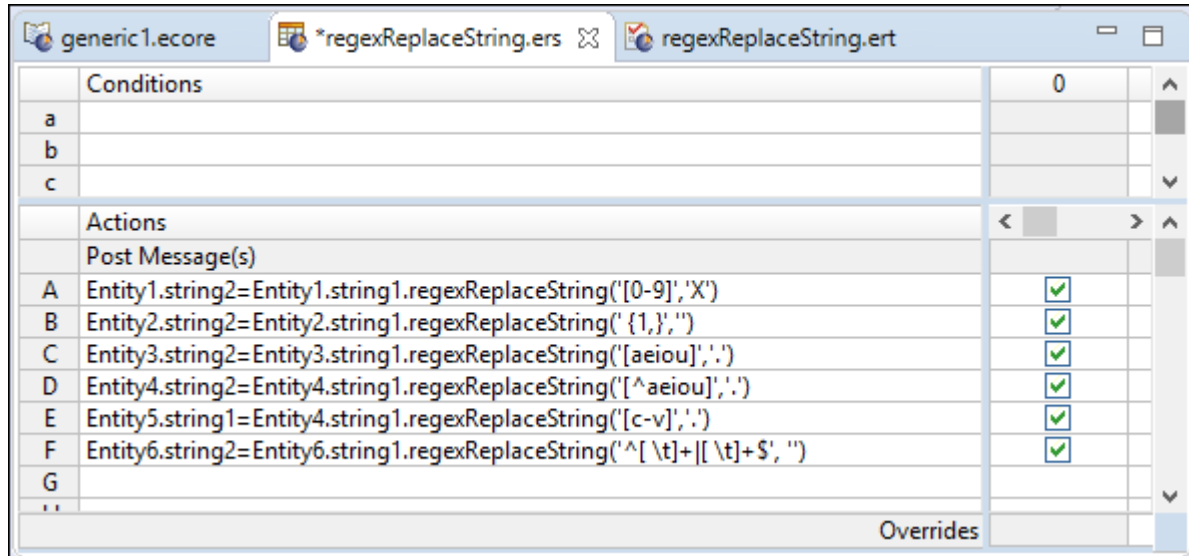 generic1.ecore *regexReplaceString.ers regexReplaceString.ert
Conditions 0
a
b
c
Actions
Post Message(s)
A Entity1.string2=Entity1.string1.regexReplaceString('[0-9]','X')
B Entity2.string2=Entity2.string1.regexReplaceString(' {1,}','')
C Entity3.string2=Entity3.string1.regexReplaceString('[aeiou]','.')
D Entity4.string2=Entity4.string1.regexReplaceString('[^aeiou]','.')
E Entity5.string1=Entity4.string1.regexReplaceString('[c-v]','.')
F Entity6.string2=Entity6.string1.regexReplaceString('^[ \t]+|[ \t]+$', '')
G
Overrides